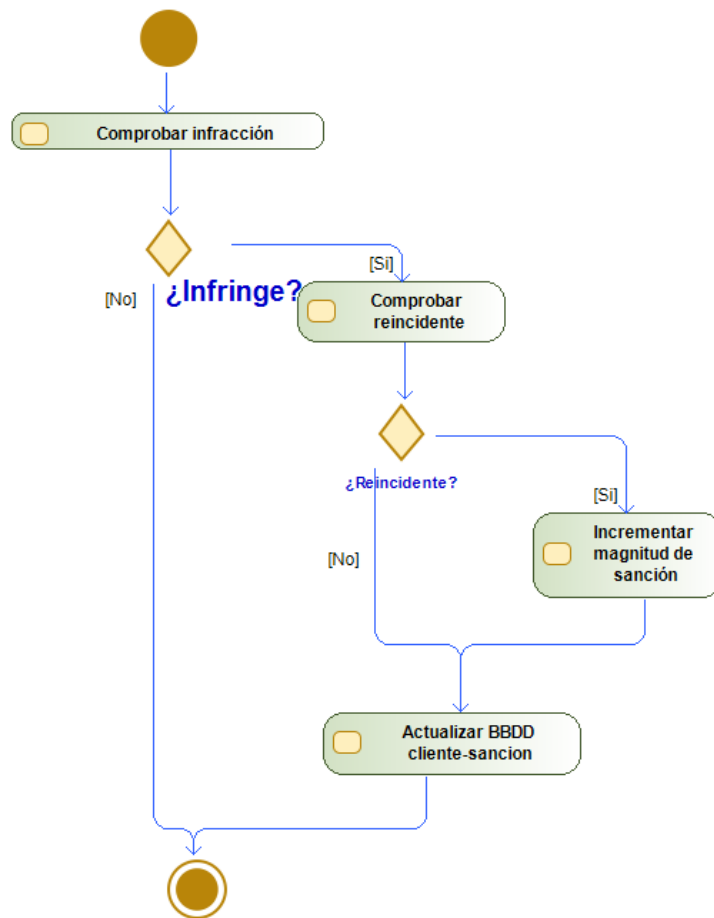 Comprobar infracción
¿Infringe?
[Si]
[No]
Comprobar
reincidente
¿Reincidente?
[Si]
[No]
Incrementar
magnitud de
sanción
Actualizar BBDD
cliente-sancion